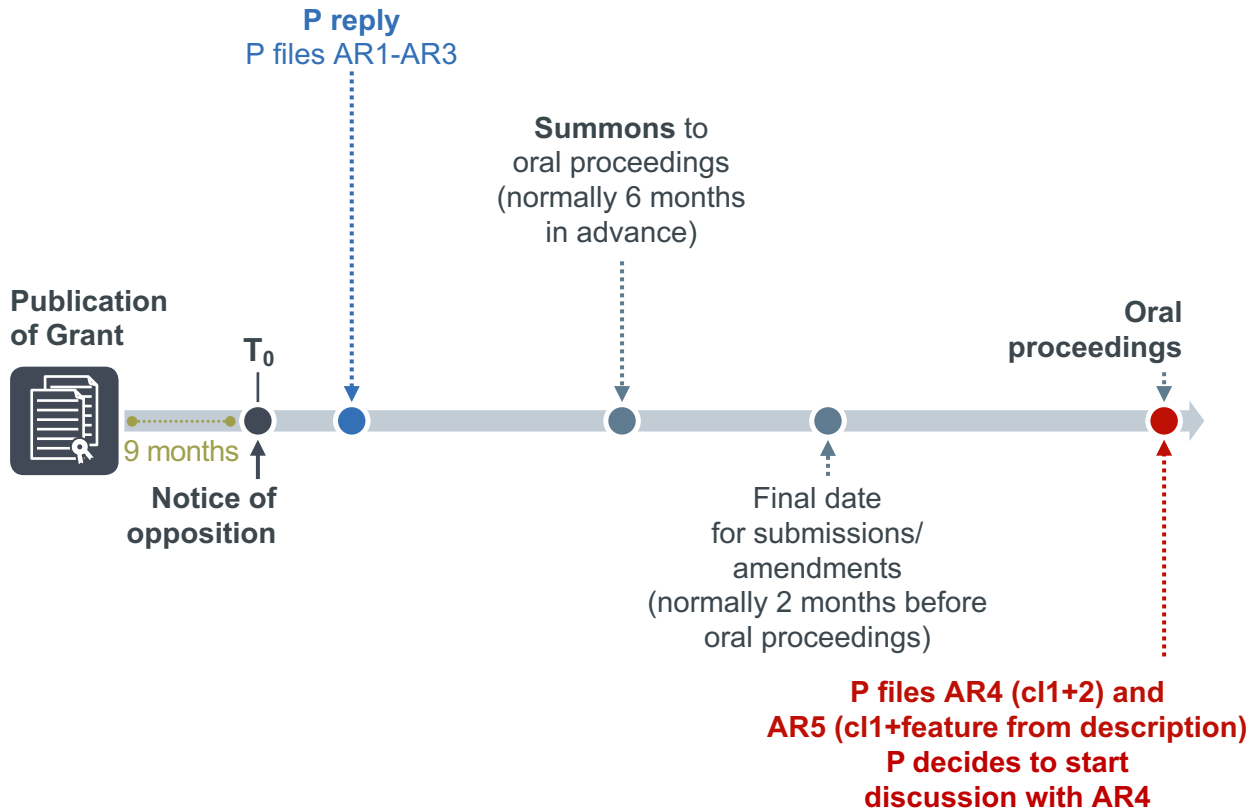 P reply
P files AR1-AR3
Summons to
oral proceedings
(normally 6 months
in advance)
Publication
of Grant
T₀
Oral
proceedings
9 months
Notice of
opposition
Final date
for submissions/
amendments
(normally 2 months before
oral proceedings)
P files AR4 (cl1+2) and
AR5 (cl1+feature from description)
P decides to start
discussion with AR4